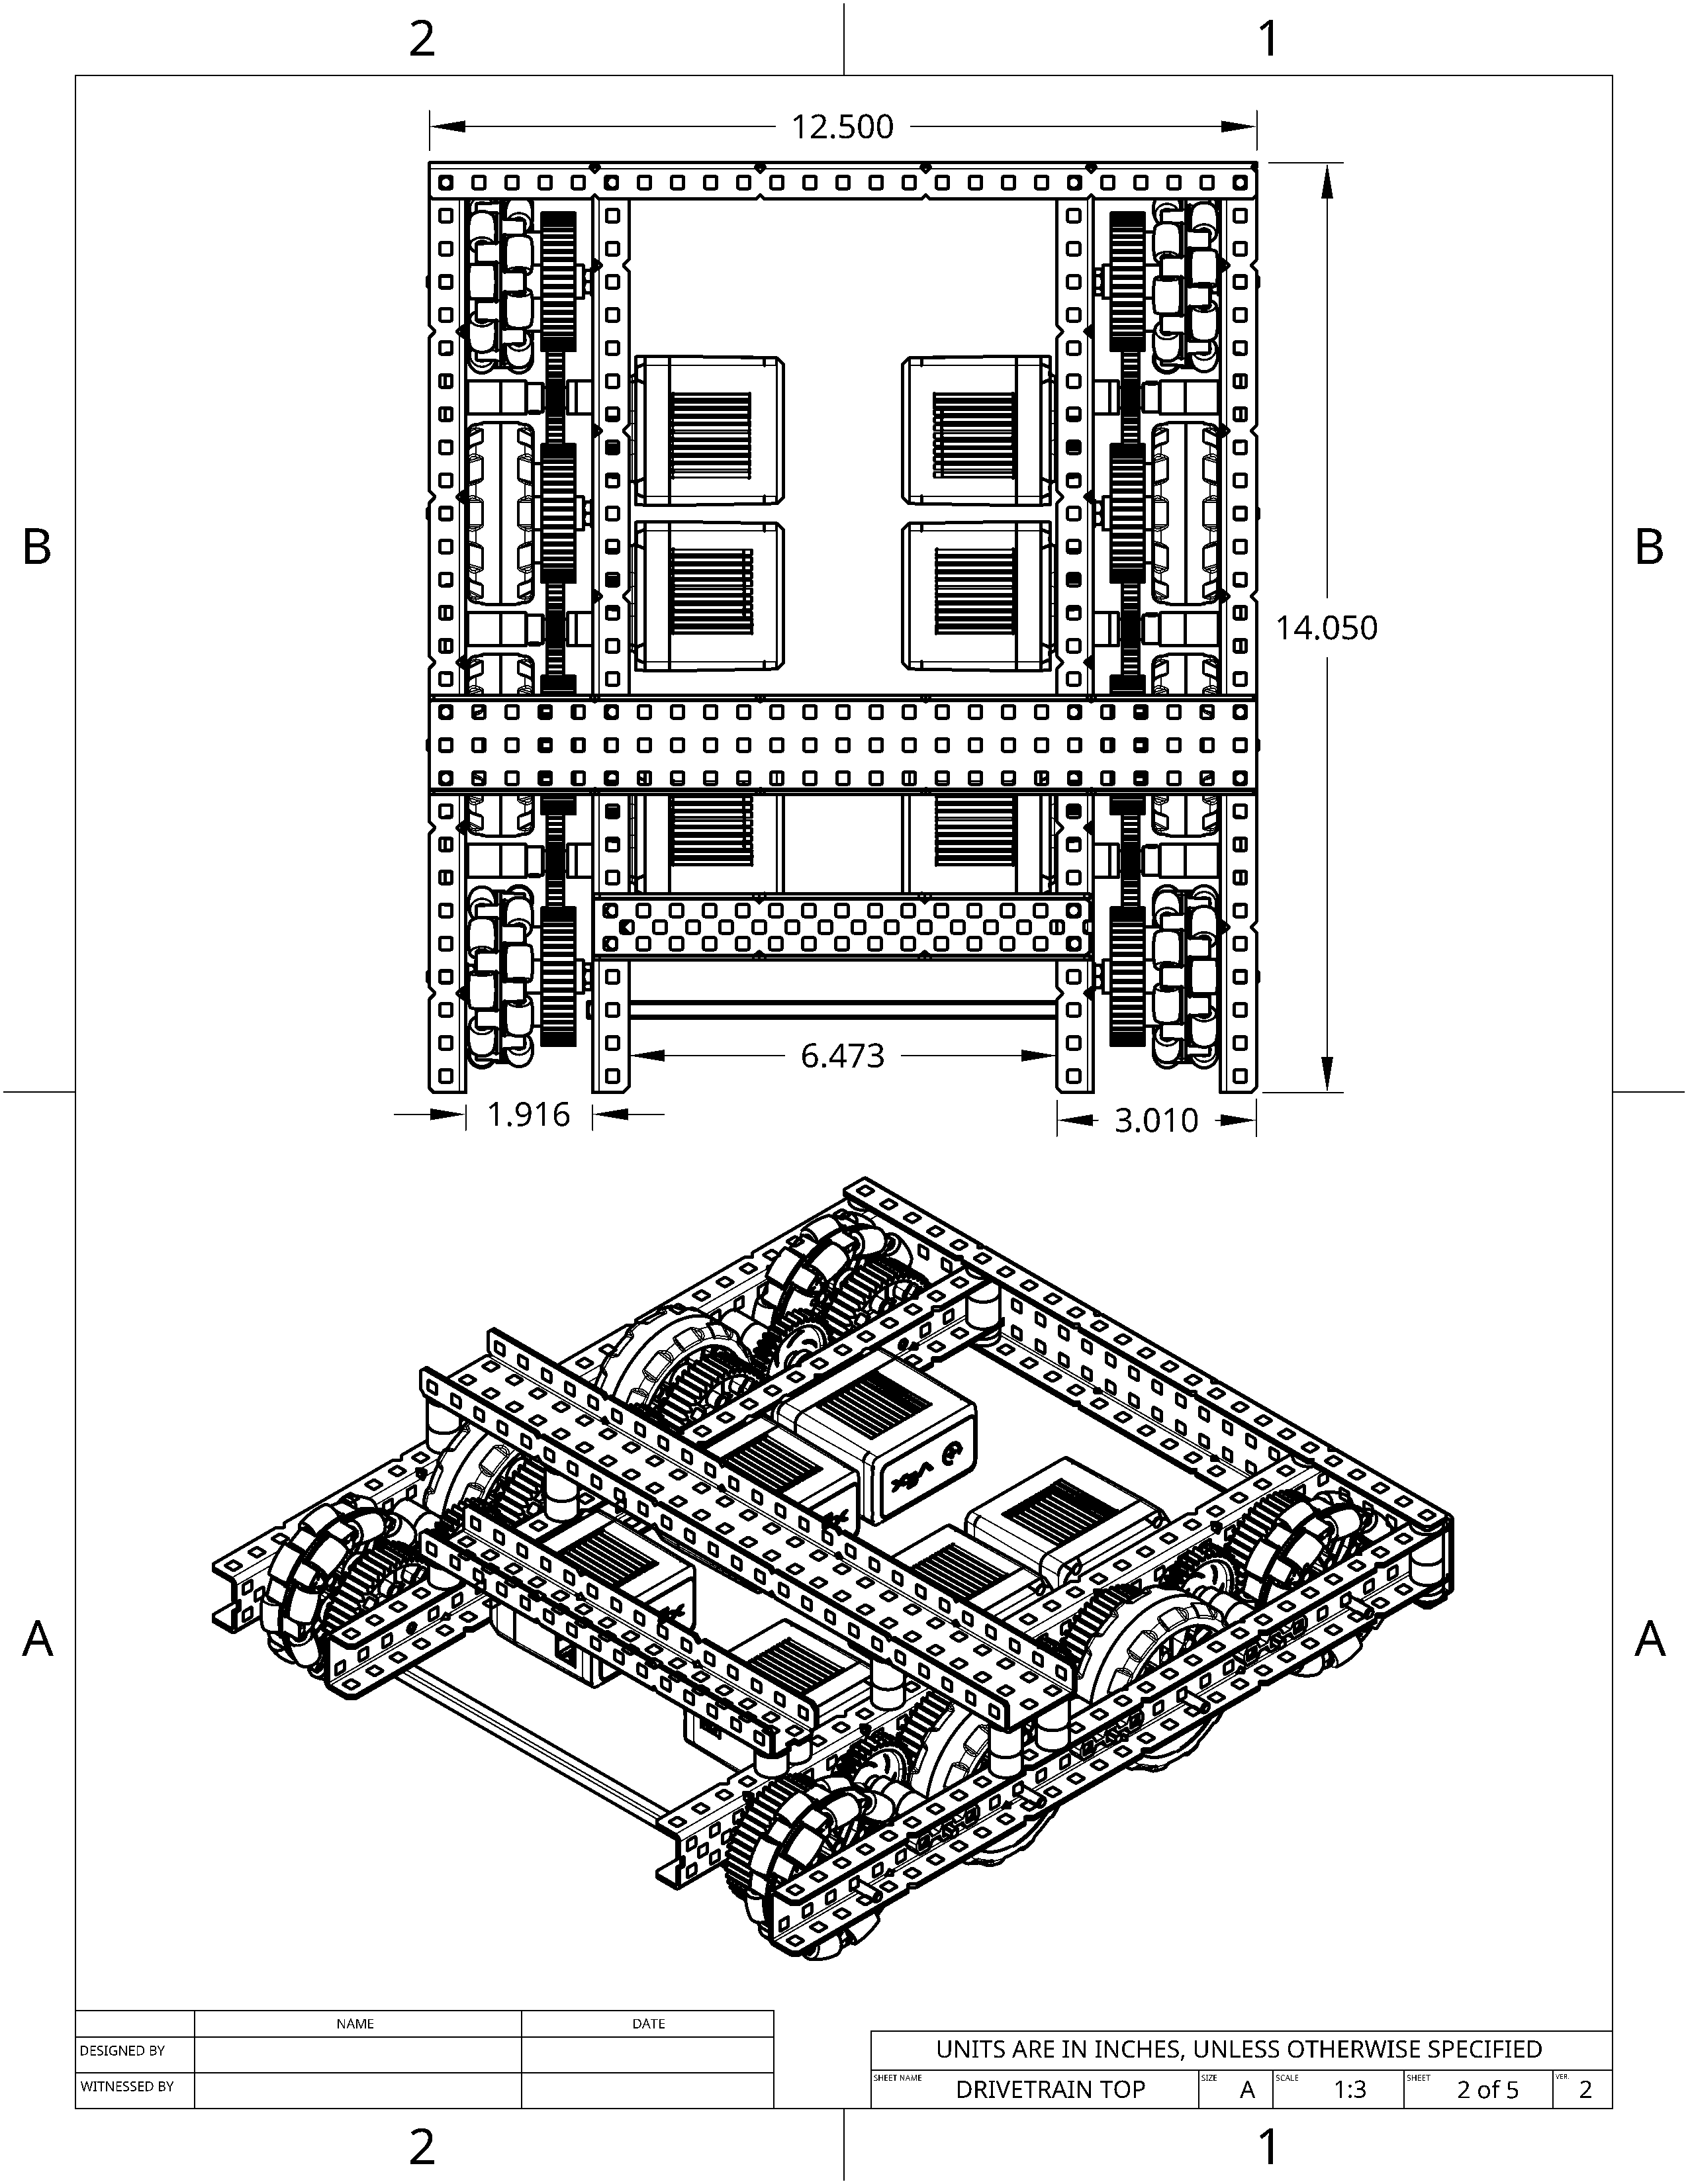 2 1
12.500
B B
14.050
6.473
1.916 3.010
A A
NAME DATE
DESIGNED BY
WITNESSED BY
UNITS ARE IN INCHES, UNLESS OTHERWISE SPECIFIED
SHEET NAME DRIVETRAIN TOP SIZE A SCALE 1:3 SHEET 2 of 5 VER. 2
2 1